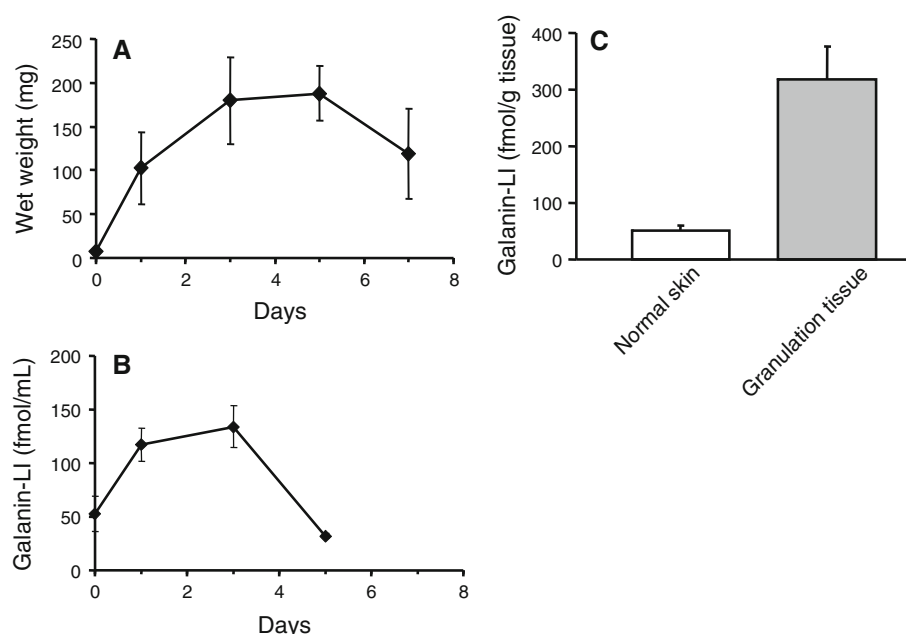 A
Wet weight (mg)
250
200
150
100
50
0
0 2 4 6 8
Days
B
Galanin-LI (fmol/mL)
200
150
100
50
0
0 2 4 6 8
Days
C
Galanin-LI (fmol/g tissue)
400
300
200
100
0
Normal skin
Granulation tissue